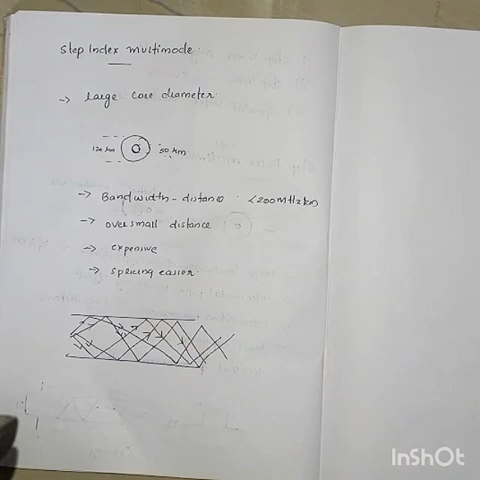 Step Index multimode
-> Large core diameter
120 µm 50 µm
-> Bandwidth - distance <200MHz km
-> over small distance
-> expensive
-> splicing easier
InShOt